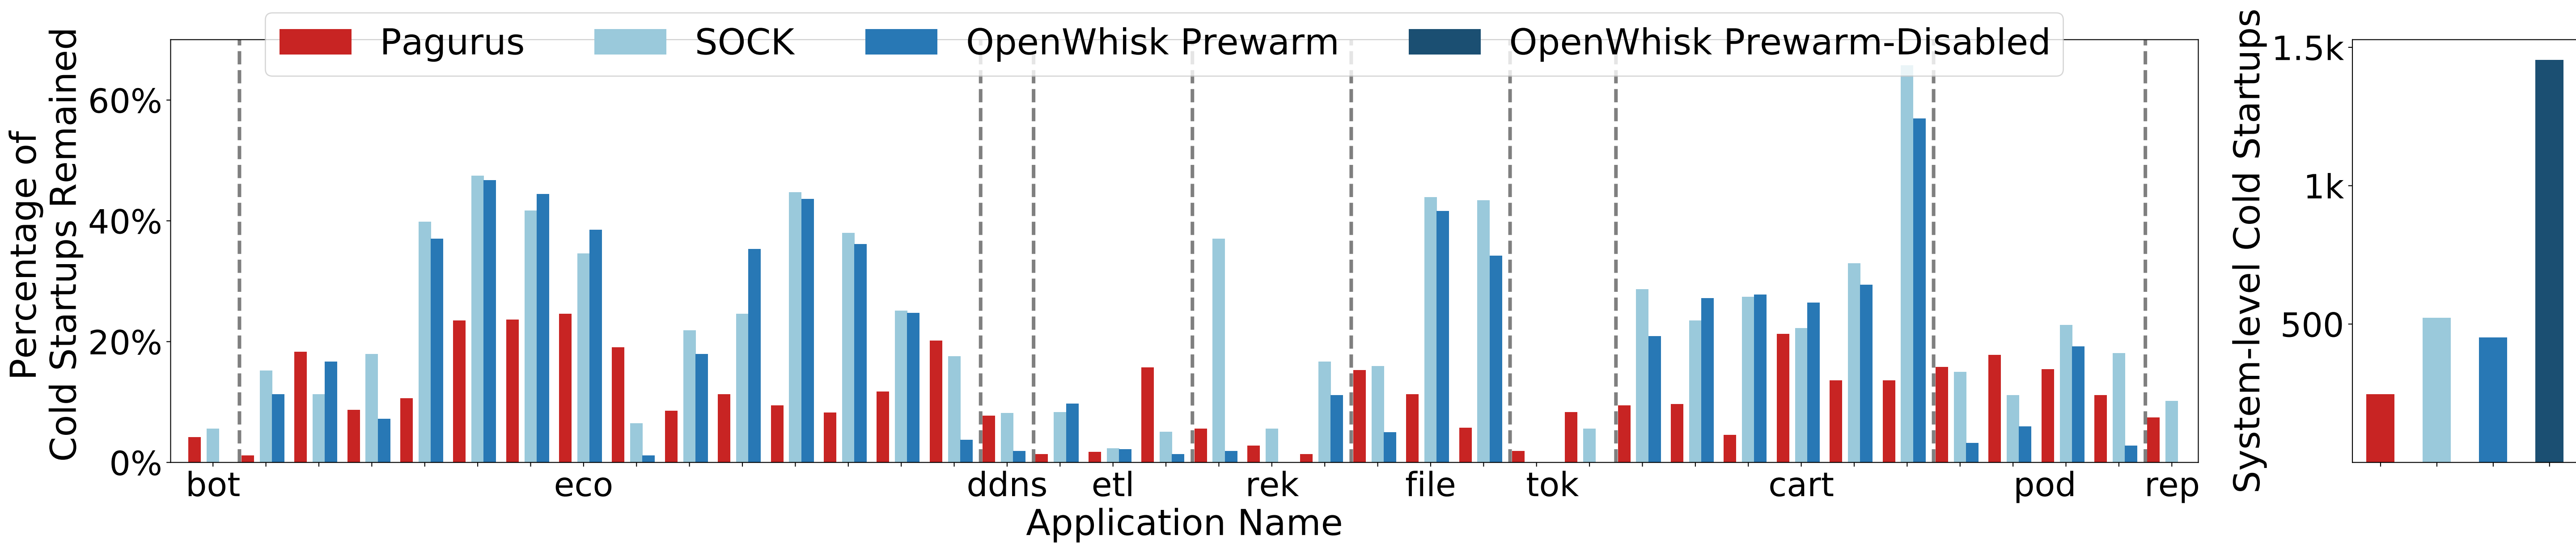 Pagurus SOCK OpenWhisk Prewarm OpenWhisk Prewarm-Disabled
Percentage of
Cold Startups Remained
60%
40%
20%
0%
bot eco ddns etl rek file tok cart pod rep
Application Name
System-level Cold Startups
1.5k
1k
500